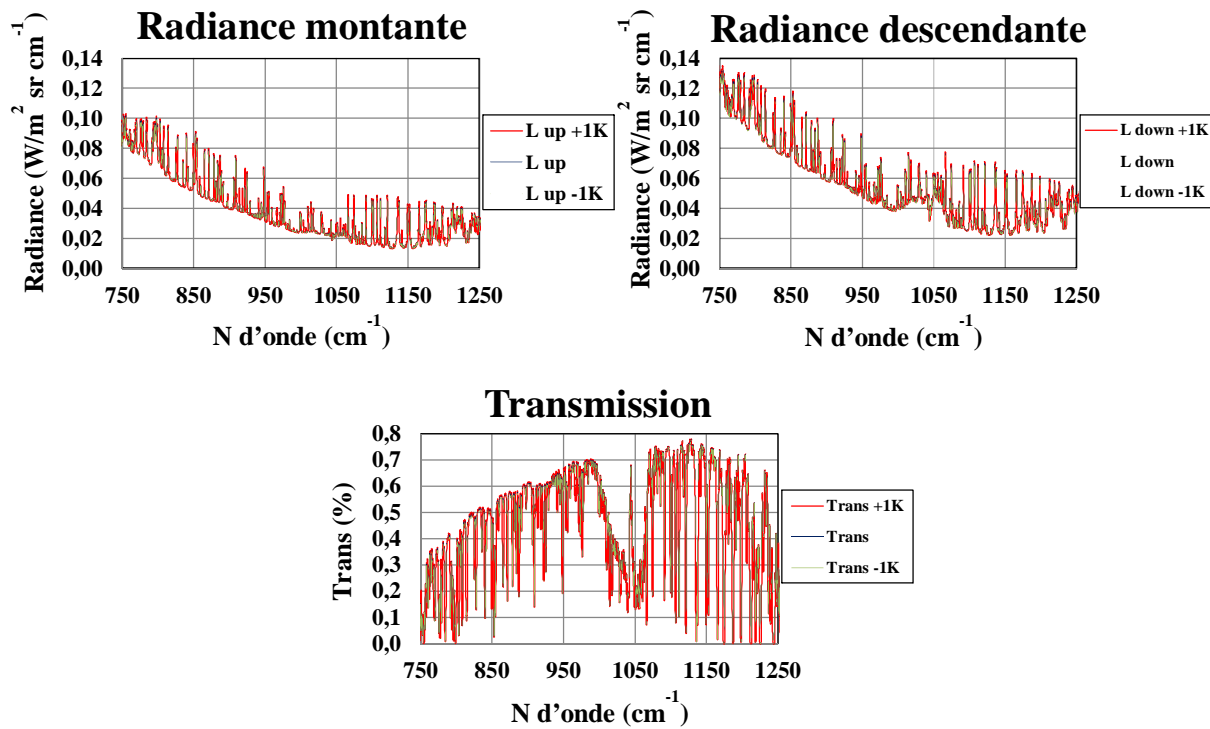 Radiance montante
Radiance (W/m² sr cm⁻¹)
0,14
0,12
0,10
0,08
0,06
0,04
0,02
0,00
750 850 950 1050 1150 1250
N d’onde (cm⁻¹)
L up +1K
L up
L up -1K
Radiance descendante
Radiance (W/m² sr cm⁻¹)
0,14
0,12
0,10
0,08
0,06
0,04
0,02
0,00
750 850 950 1050 1150 1250
N d’onde (cm⁻¹)
L down +1K
L down
L down -1K
Transmission
Trans (%)
0,8
0,7
0,6
0,5
0,4
0,3
0,2
0,1
0,0
750 850 950 1050 1150 1250
N d’onde (cm⁻¹)
Trans +1K
Trans
Trans -1K